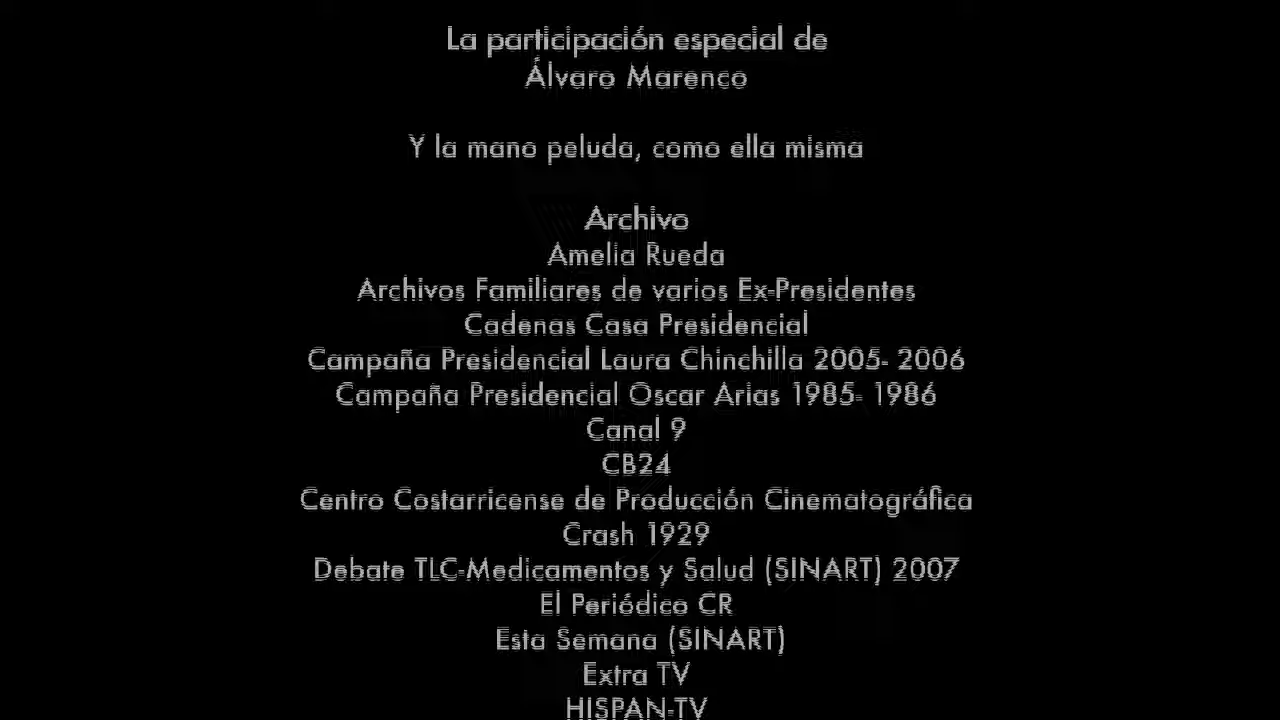 La participación especial de
Álvaro Marenco
Y la mano peluda, como ella misma
Archivo
Amelia Rueda
Archivos Familiares de varios Ex-Presidentes
Cadenas Casa Presidencial
Campaña Presidencial Laura Chinchilla 2005- 2006
Campaña Presidencial Oscar Arias 1985- 1986
Canal 9
CB24
Centro Costarricense de Producción Cinematográfica
Crash 1929
Debate TLC-Medicamentos y Salud (SINART) 2007
El Periódico CR
Esta Semana (SINART)
Extra TV
HISPAN-TV